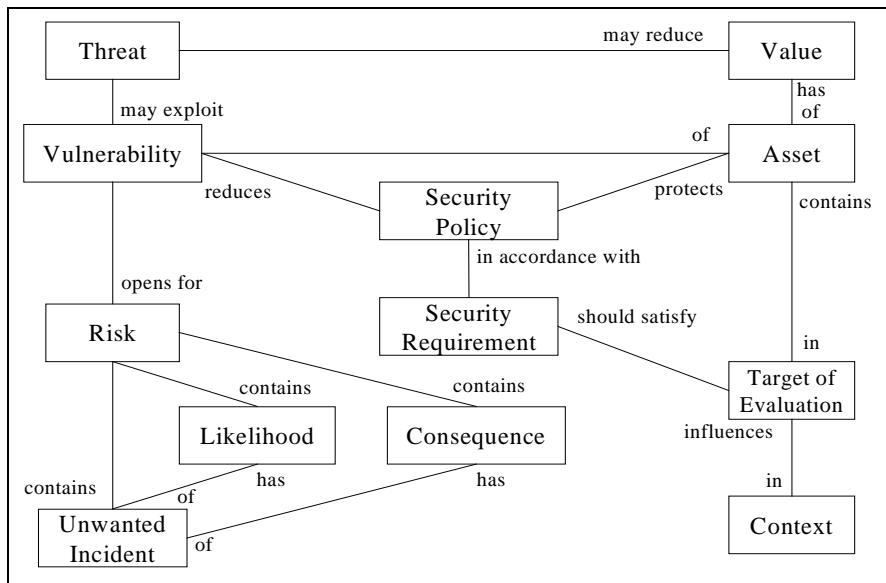 Threat
may reduce
Value
may exploit
has
of
Vulnerability
of
Asset
reduces
Security
Policy
protects
contains
in accordance with
opens for
Risk
Security
Requirement
should satisfy
in
contains
contains
Target of
Evaluation
Likelihood
Consequence
influences
contains
of
has
has
in
Unwanted
Incident
of
Context